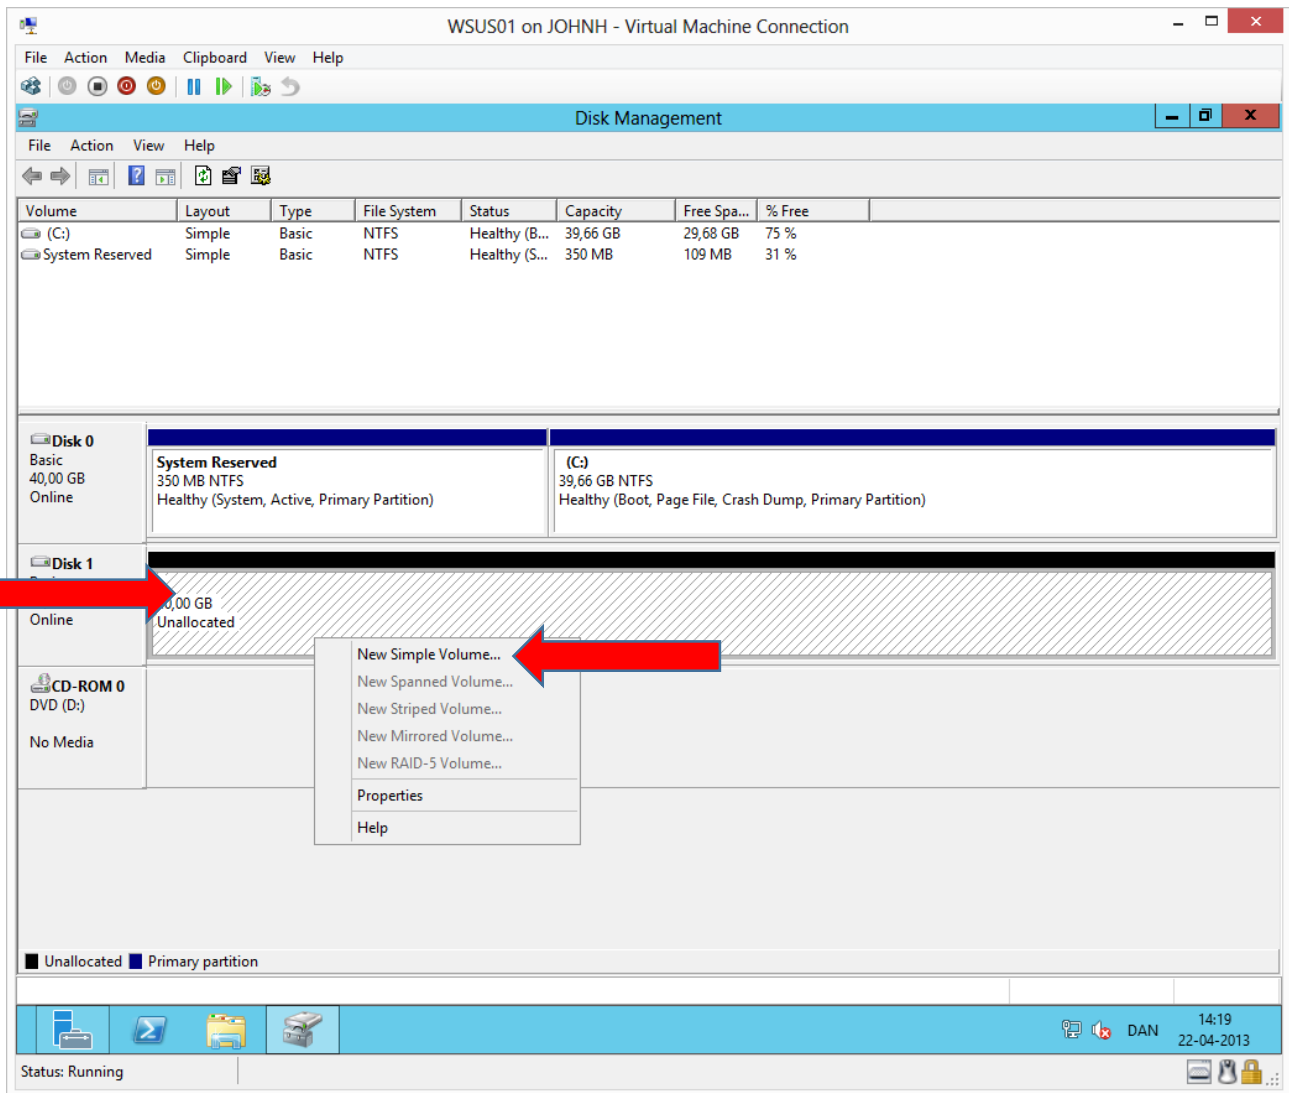 WSUS01 on JOHNH - Virtual Machine Connection
File Action Media Clipboard View Help
Disk Management
File Action View Help
Volume Layout Type File System Status Capacity Free Spa... % Free
(C:) Simple Basic NTFS Healthy (B... 39,66 GB 29,68 GB 75 %
System Reserved Simple Basic NTFS Healthy (S... 350 MB 109 MB 31 %
Disk 0
Basic
40,00 GB
Online
System Reserved
350 MB NTFS
Healthy (System, Active, Primary Partition)
(C:)
39,66 GB NTFS
Healthy (Boot, Page File, Crash Dump, Primary Partition)
Disk 1
Online
,00 GB
Unallocated
New Simple Volume...
New Spanned Volume...
New Striped Volume...
New Mirrored Volume...
New RAID-5 Volume...
Properties
Help
CD-ROM 0
DVD (D:)
No Media
Unallocated Primary partition
DAN
14:19
22-04-2013
Status: Running